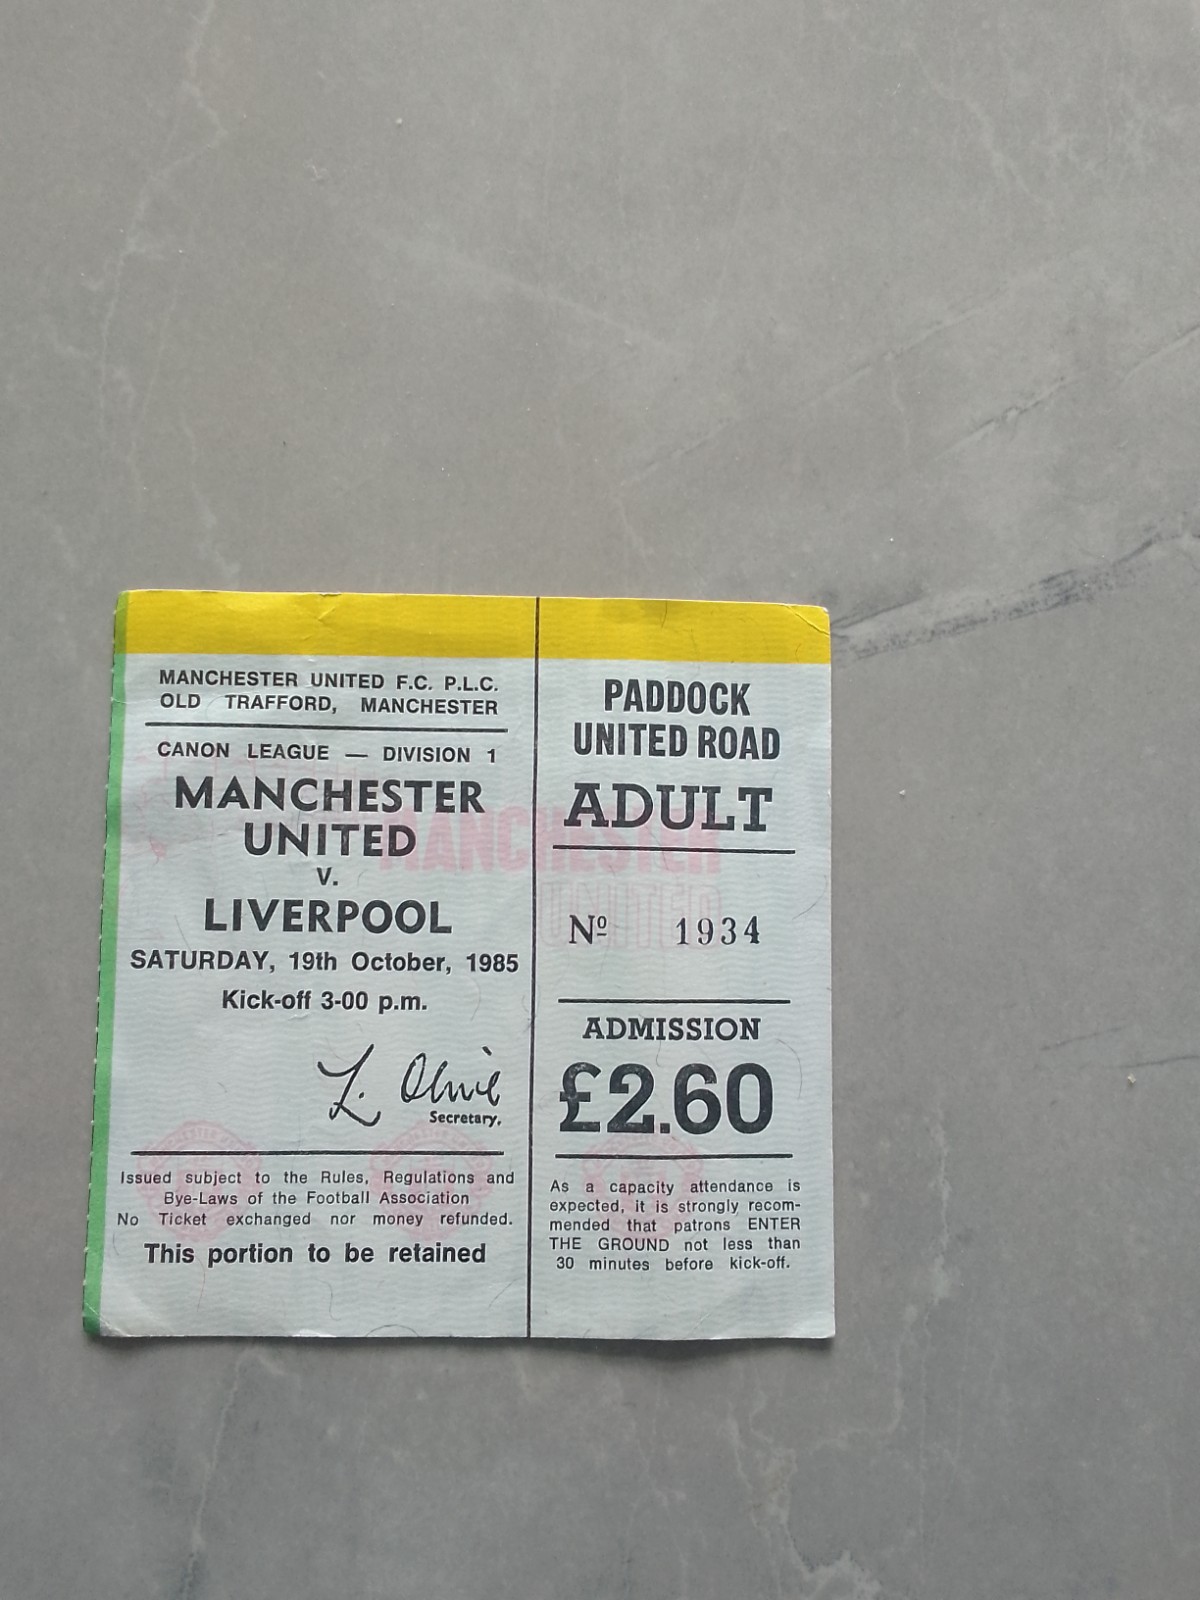 MANCHESTER UNITED F.C. P.L.C.
OLD TRAFFORD, MANCHESTER
CANON LEAGUE — DIVISION 1
MANCHESTER
UNITED
V.
LIVERPOOL
SATURDAY, 19th October, 1985
Kick-off 3-00 p.m.
L. Olive
Secretary.
Issued subject to the Rules, Regulations and
Bye-Laws of the Football Association
No Ticket exchanged nor money refunded.
This portion to be retained
PADDOCK
UNITED ROAD
ADULT
MANCHESTER
UNITED
Nº 1934
ADMISSION
£2.60
As a capacity attendance is
expected, it is strongly recom-
mended that patrons ENTER
THE GROUND not less than
30 minutes before kick-off.